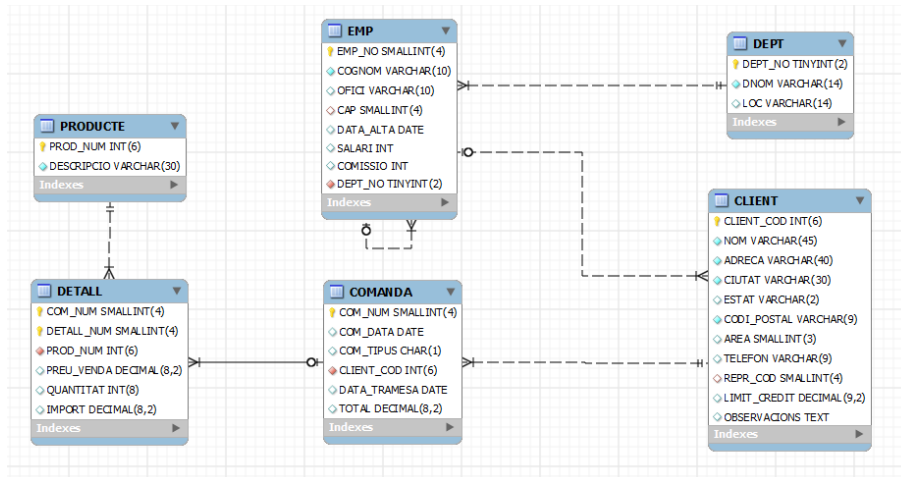 EMP
EMP_NO SMALLINT(4)
COGNOM VARCHAR(10)
OFICI VARCHAR(10)
CAP SMALLINT(4)
DATA_ALTA DATE
SALARI INT
COMISSIO INT
DEPT_NO TINYINT(2)
Indexes
DEPT
DEPT_NO TINYINT(2)
DNOM VARCHAR(14)
LOC VARCHAR(14)
Indexes
PRODUCTE
PROD_NUM INT(6)
DESCRIPCIO VARCHAR(30)
Indexes
CLIENT
CLIENT_COD INT(6)
NOM VARCHAR(45)
ADRECA VARCHAR(40)
CIUTAT VARCHAR(30)
ESTAT VARCHAR(2)
CODI_POSTAL VARCHAR(9)
AREA SMALLINT(3)
TELEFON VARCHAR(9)
REPR_COD SMALLINT(4)
LIMIT_CREDIT DECIMAL(9,2)
OBSERVACIONS TEXT
Indexes
DETALL
COM_NUM SMALLINT(4)
DETALL_NUM SMALLINT(4)
PROD_NUM INT(6)
PREU_VENDA DECIMAL(8,2)
QUANTITAT INT(8)
IMPORT DECIMAL(8,2)
Indexes
COMANDA
COM_NUM SMALLINT(4)
COM_DATA DATE
COM_TIPUS CHAR(1)
CLIENT_COD INT(6)
DATA_TRAMESA DATE
TOTAL DECIMAL(8,2)
Indexes